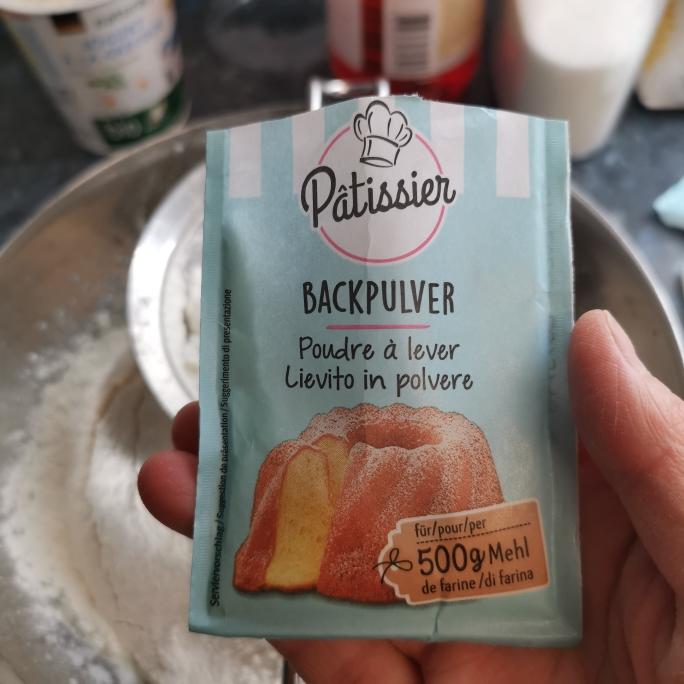 Pâtissier
BACKPULVER
Poudre à lever
Lievito in polvere
für/pour/per
500g Mehl
de farine/di farina
Serviervorschlag / Suggestion de présentation / Suggerimento di presentazione